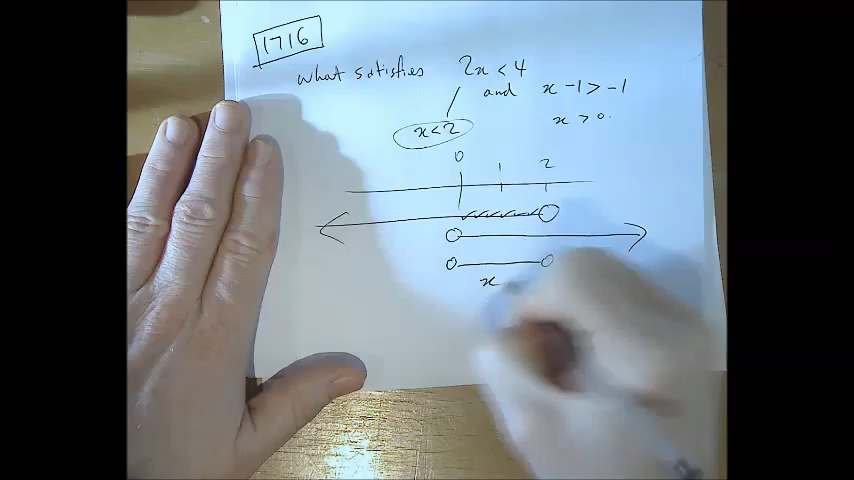 1716
what satisfies 2x < 4
and x - 1 > - 1
x < 2 x > 0.
0 1 2
x